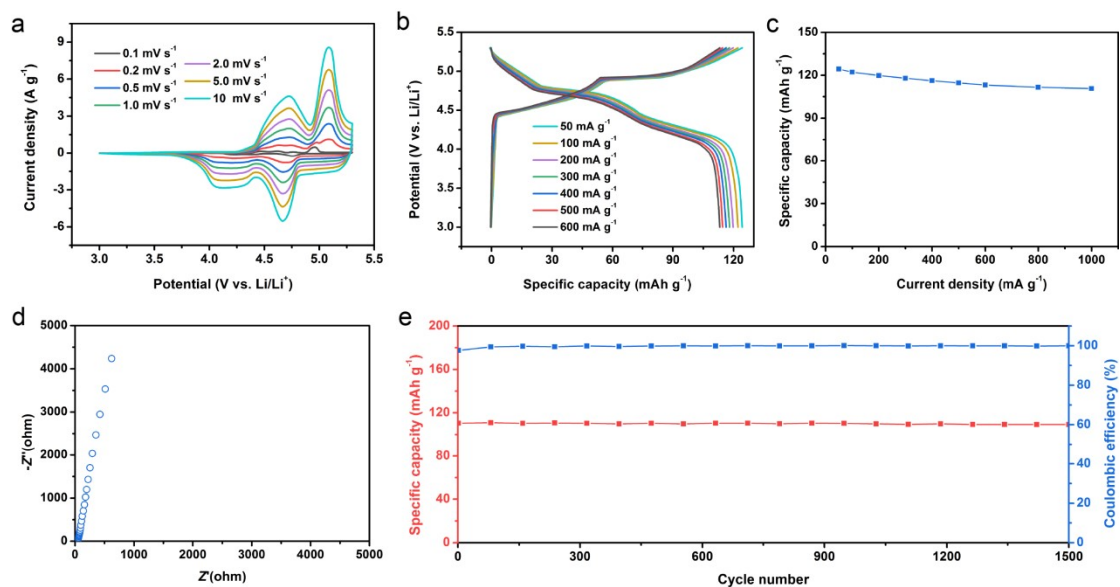 a
Current density (A g⁻¹)
9
6
3
0
-3
-6
0.1 mV s⁻¹
0.2 mV s⁻¹
0.5 mV s⁻¹
1.0 mV s⁻¹
2.0 mV s⁻¹
5.0 mV s⁻¹
10 mV s⁻¹
3.0 3.5 4.0 4.5 5.0 5.5
Potential (V vs. Li/Li⁺)
b
Potential (V vs. Li/Li⁺)
5.5
5.0
4.5
4.0
3.5
3.0
50 mA g⁻¹
100 mA g⁻¹
200 mA g⁻¹
300 mA g⁻¹
400 mA g⁻¹
500 mA g⁻¹
600 mA g⁻¹
0 30 60 90 120
Specific capacity (mAh g⁻¹)
c
Specific capacity (mAh g⁻¹)
150
120
90
60
30
0
0 200 400 600 800 1000
Current density (mA g⁻¹)
d
-Z''(ohm)
5000
4000
3000
2000
1000
0
0 1000 2000 3000 4000 5000
Z'(ohm)
e
Specific capacity (mAh g⁻¹)
200
160
120
80
40
0
0 300 600 900 1200 1500
Cycle number
100
80
60
40
20
0
Coulombic efficiency (%)